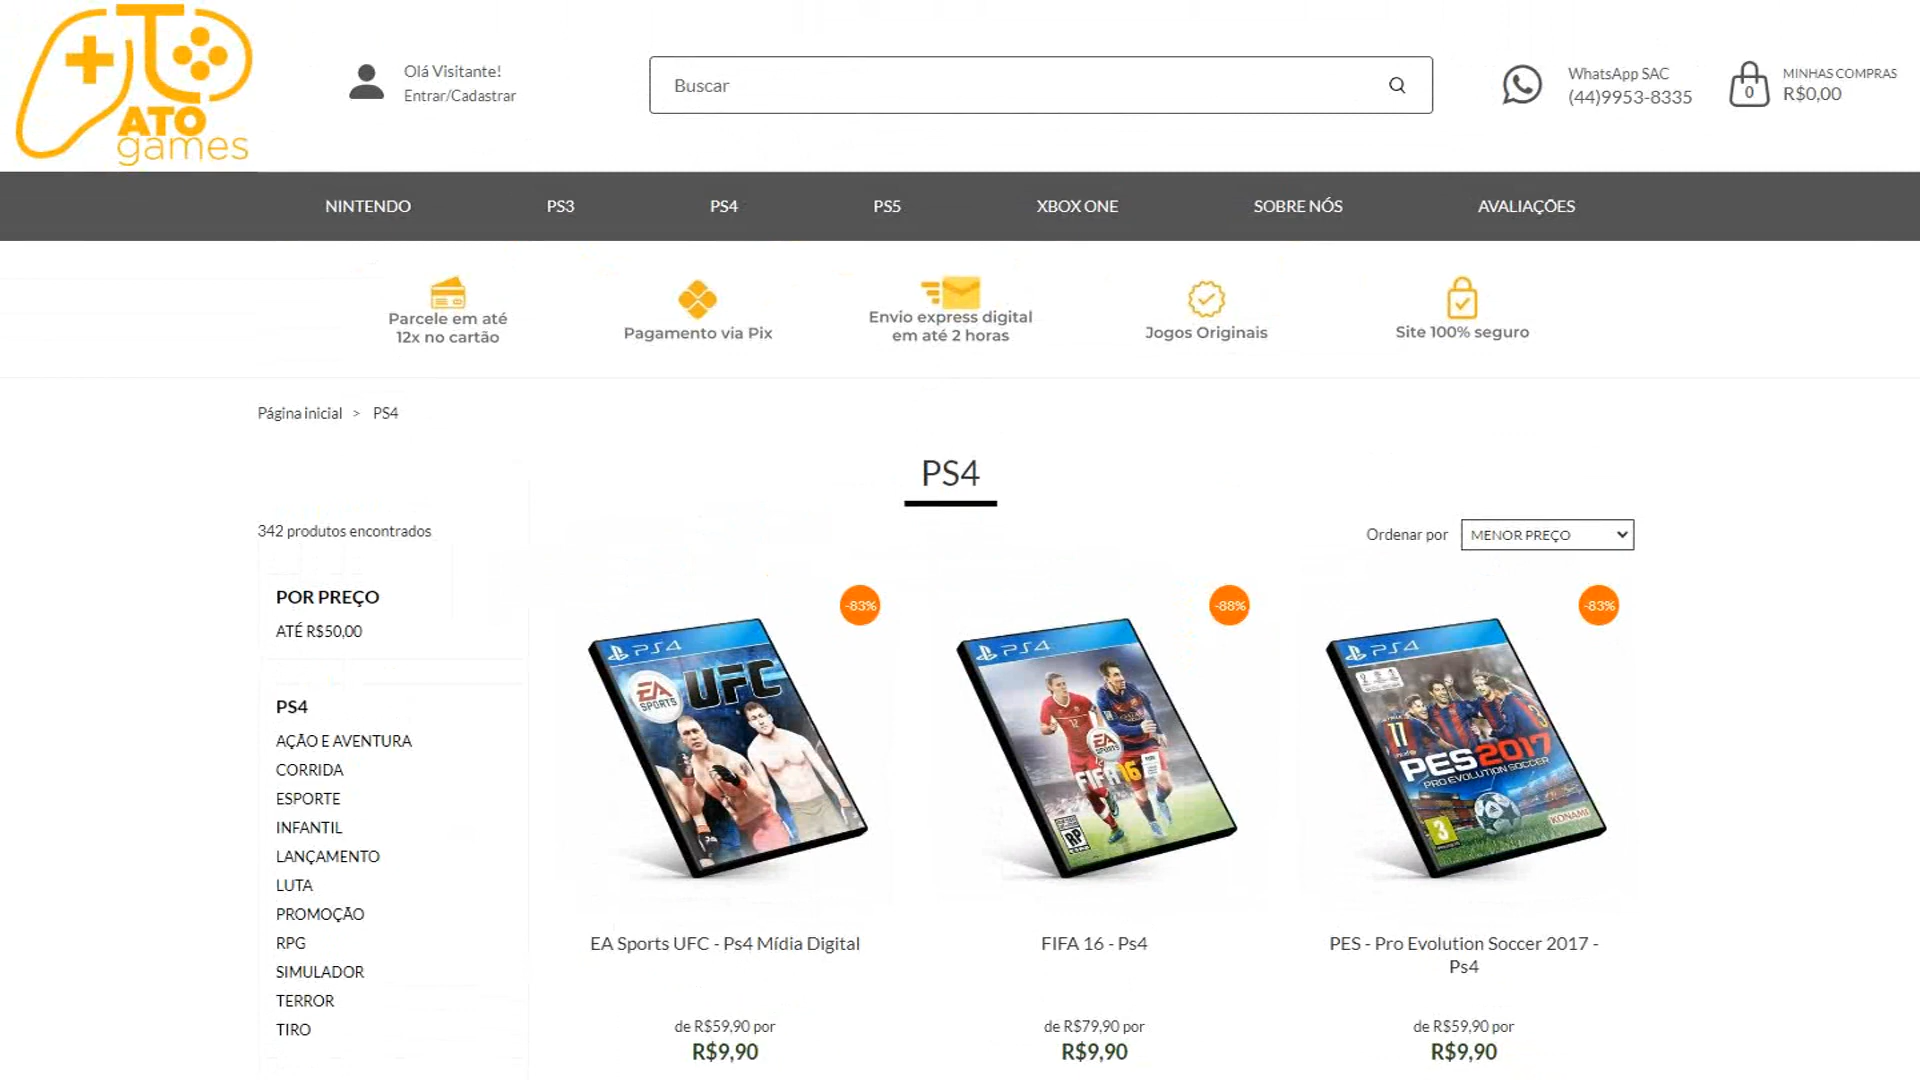 ATO
games
Olá Visitante!
Entrar/Cadastrar
Buscar
WhatsApp SAC
(44)9953-8335
0
MINHAS COMPRAS
R$0,00
NINTENDO
PS3
PS4
PS5
XBOX ONE
SOBRE NÓS
AVALIAÇÕES
Parcele em até
12x no cartão
Pagamento via Pix
Envio express digital
em até 2 horas
Jogos Originais
Site 100% seguro
Página inicial > PS4
PS4
342 produtos encontrados
Ordenar por
MENOR PREÇO
POR PREÇO
ATÉ R$50,00
PS4
AÇÃO E AVENTURA
CORRIDA
ESPORTE
INFANTIL
LANÇAMENTO
LUTA
PROMOÇÃO
RPG
SIMULADOR
TERROR
TIRO
-83%
PS4
EA
SPORTS
UFC
EA Sports UFC - Ps4 Mídia Digital
de R$59,90 por
R$9,90
-88%
PS4
EA
SPORTS
FIFA 16
RP
FIFA 16 - Ps4
de R$79,90 por
R$9,90
-83%
PS4
11
PES 2017
PRO EVOLUTION SOCCER
3
KONAMI
PES - Pro Evolution Soccer 2017 -
Ps4
de R$59,90 por
R$9,90